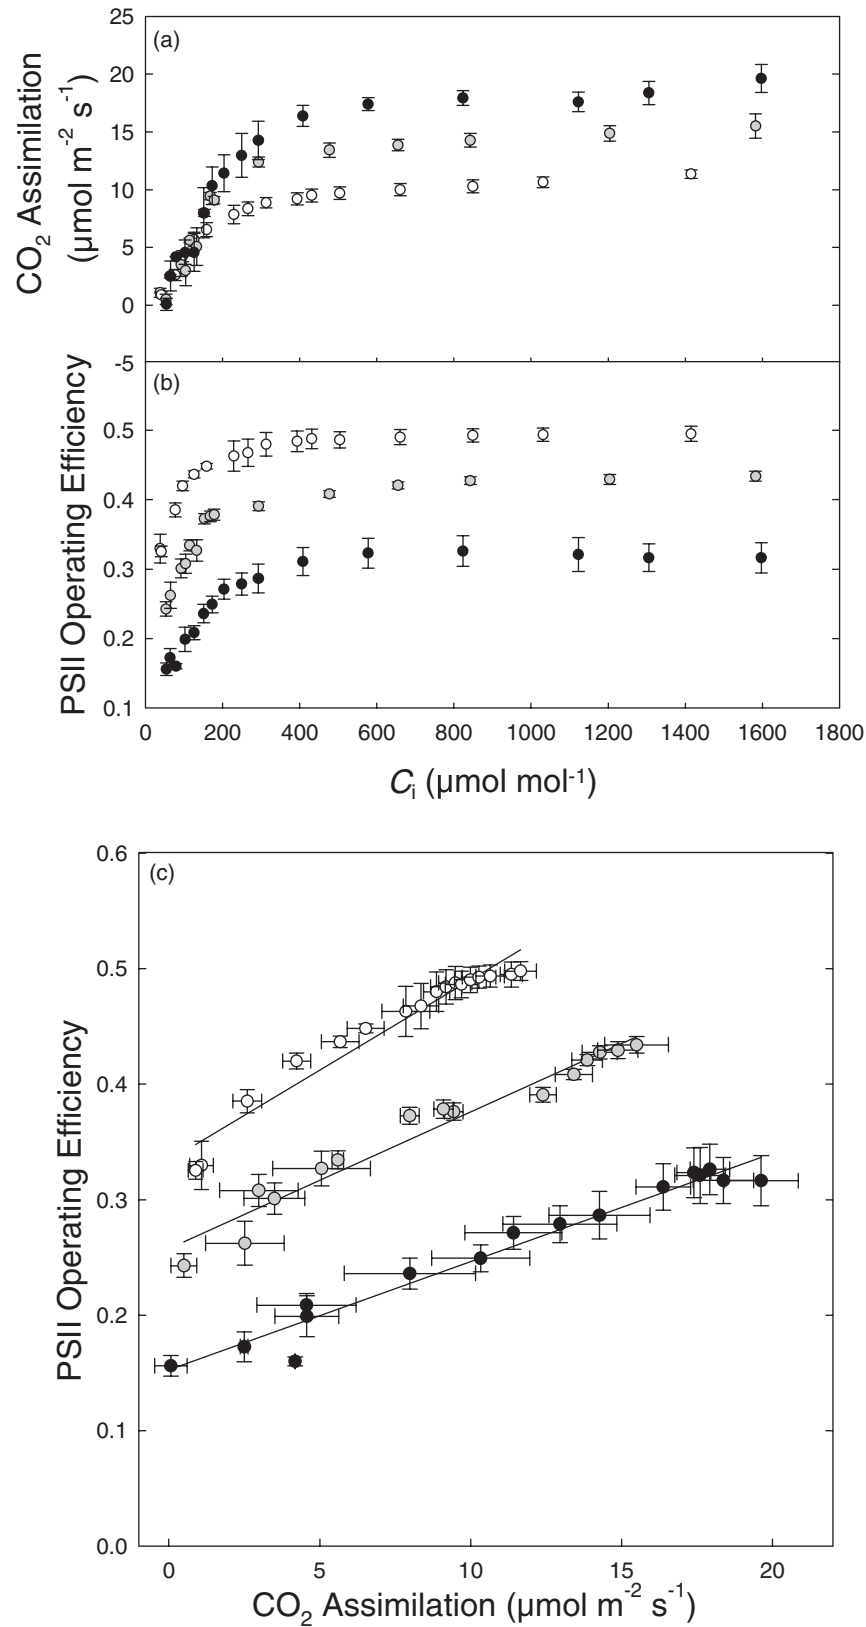 (a)
CO2 Assimilation
(µmol m-2 s-1)
25
20
15
10
5
0
-5
(b)
PSII Operating Efficiency
0.5
0.4
0.3
0.2
0.1
0 200 400 600 800 1000 1200 1400 1600 1800
Ci (µmol mol-1)
(c)
PSII Operating Efficiency
0.6
0.5
0.4
0.3
0.2
0.1
0.0
0 5 10 15 20
CO2 Assimilation (µmol m-2 s-1)